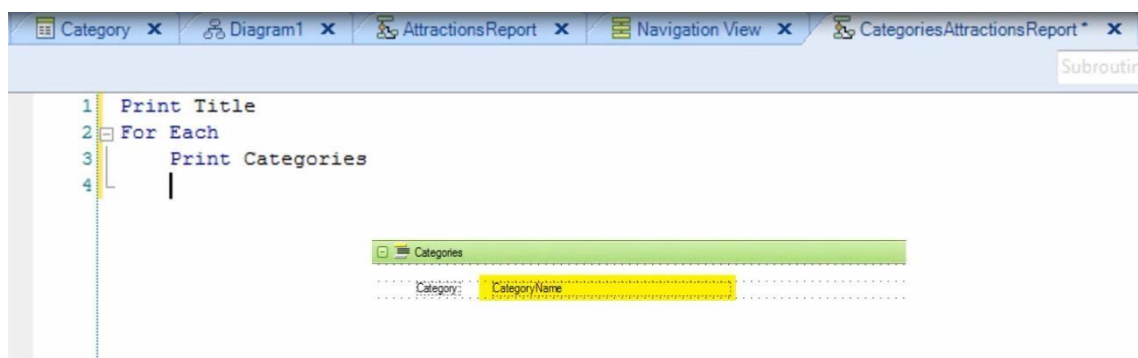 Category X Diagram1 X AttractionsReport X Navigation View X CategoriesAttractionsReport * X
Subroutin
1 Print Title
2 For Each
3 Print Categories
4
Categories
Category: CategoryName